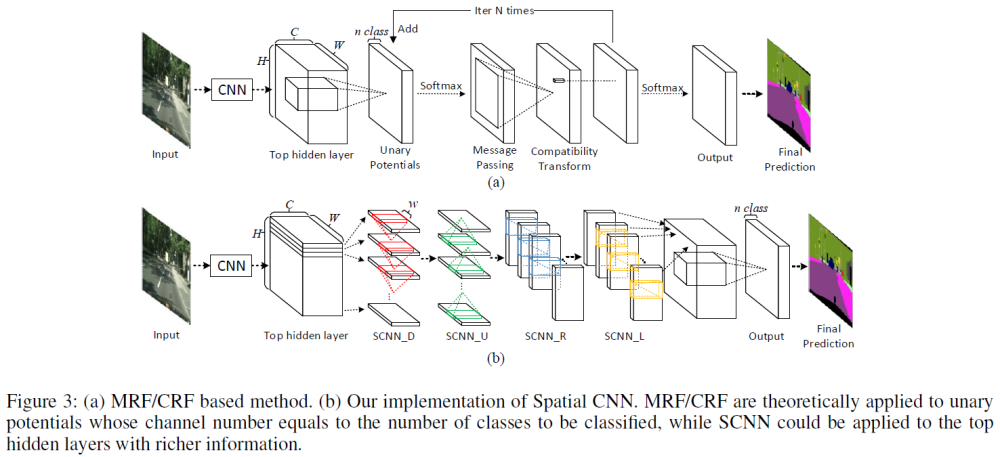 Iter N times
C
W
n class
Add
H
CNN
Softmax
Softmax
Input
Top hidden layer
Unary
Potentials
Message
Passing
Compatibility
Transform
Output
Final
Prediction
(a)
C
W
w
n class
H
CNN
Input
Top hidden layer
SCNN_D
SCNN_U
SCNN_R
SCNN_L
Output
Final
Prediction
(b)
Figure 3: (a) MRF/CRF based method. (b) Our implementation of Spatial CNN. MRF/CRF are theoretically applied to unary
potentials whose channel number equals to the number of classes to be classified, while SCNN could be applied to the top
hidden layers with richer information.